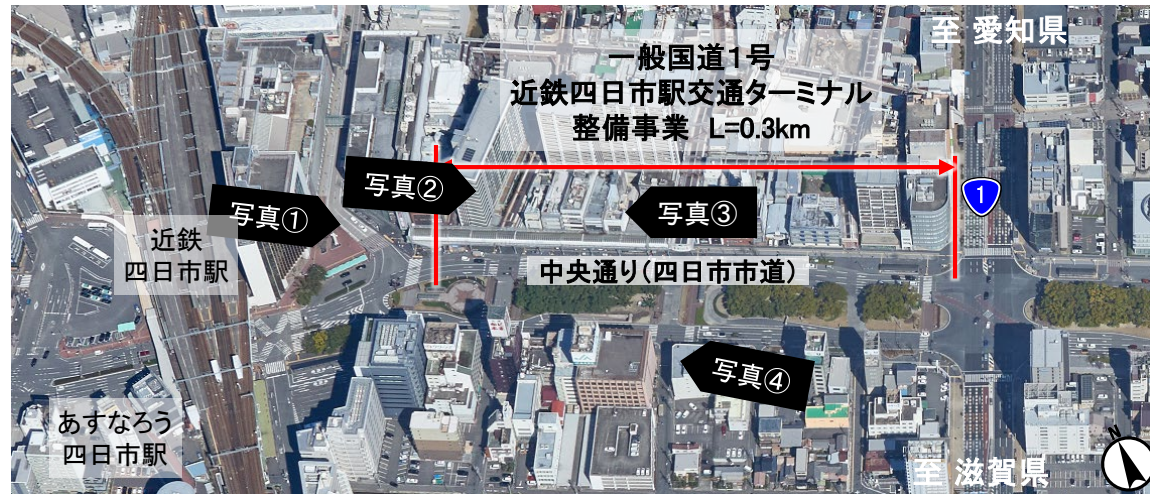 至 愛知県
一般国道1号
近鉄四日市駅交通ターミナル
整備事業 L=0.3km
写真②
写真①
写真③
1
近鉄
四日市駅
中央通り(四日市市道)
写真④
あすなろう
四日市駅
N
至 滋賀県